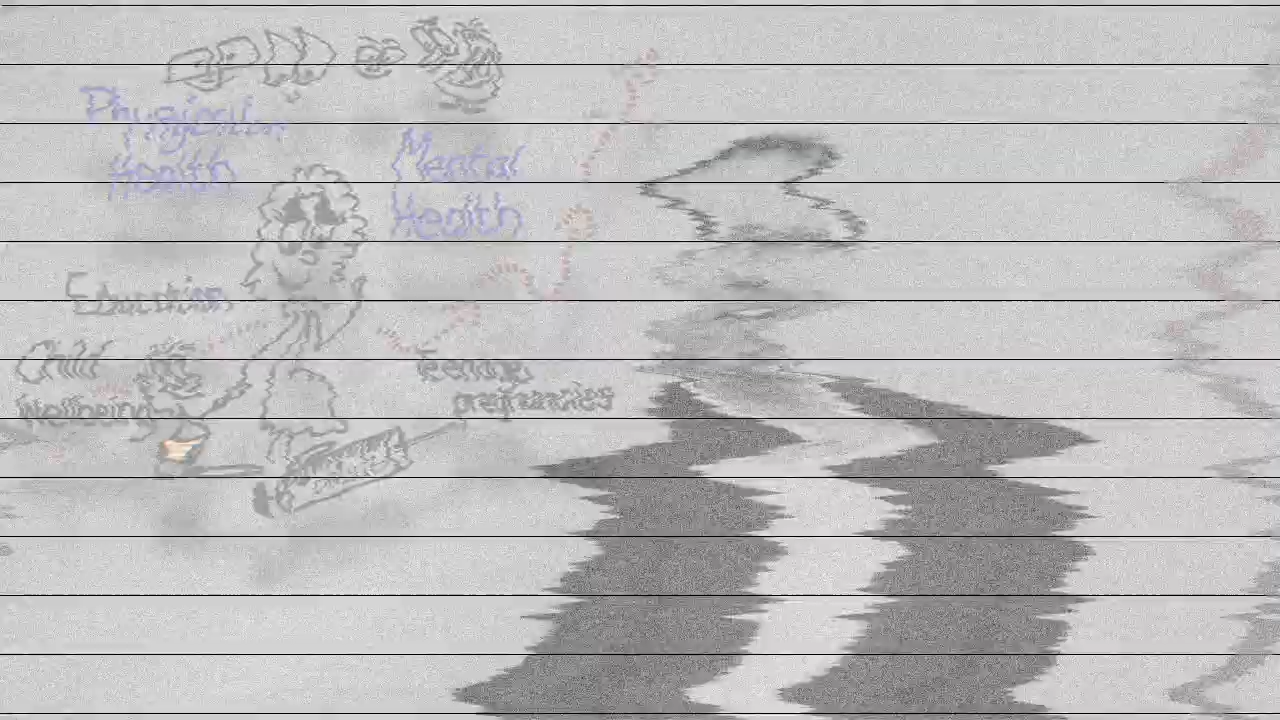 Physical
Health
Mental
Health
Education
Child
Wellbeing
Teenage
pregnancies